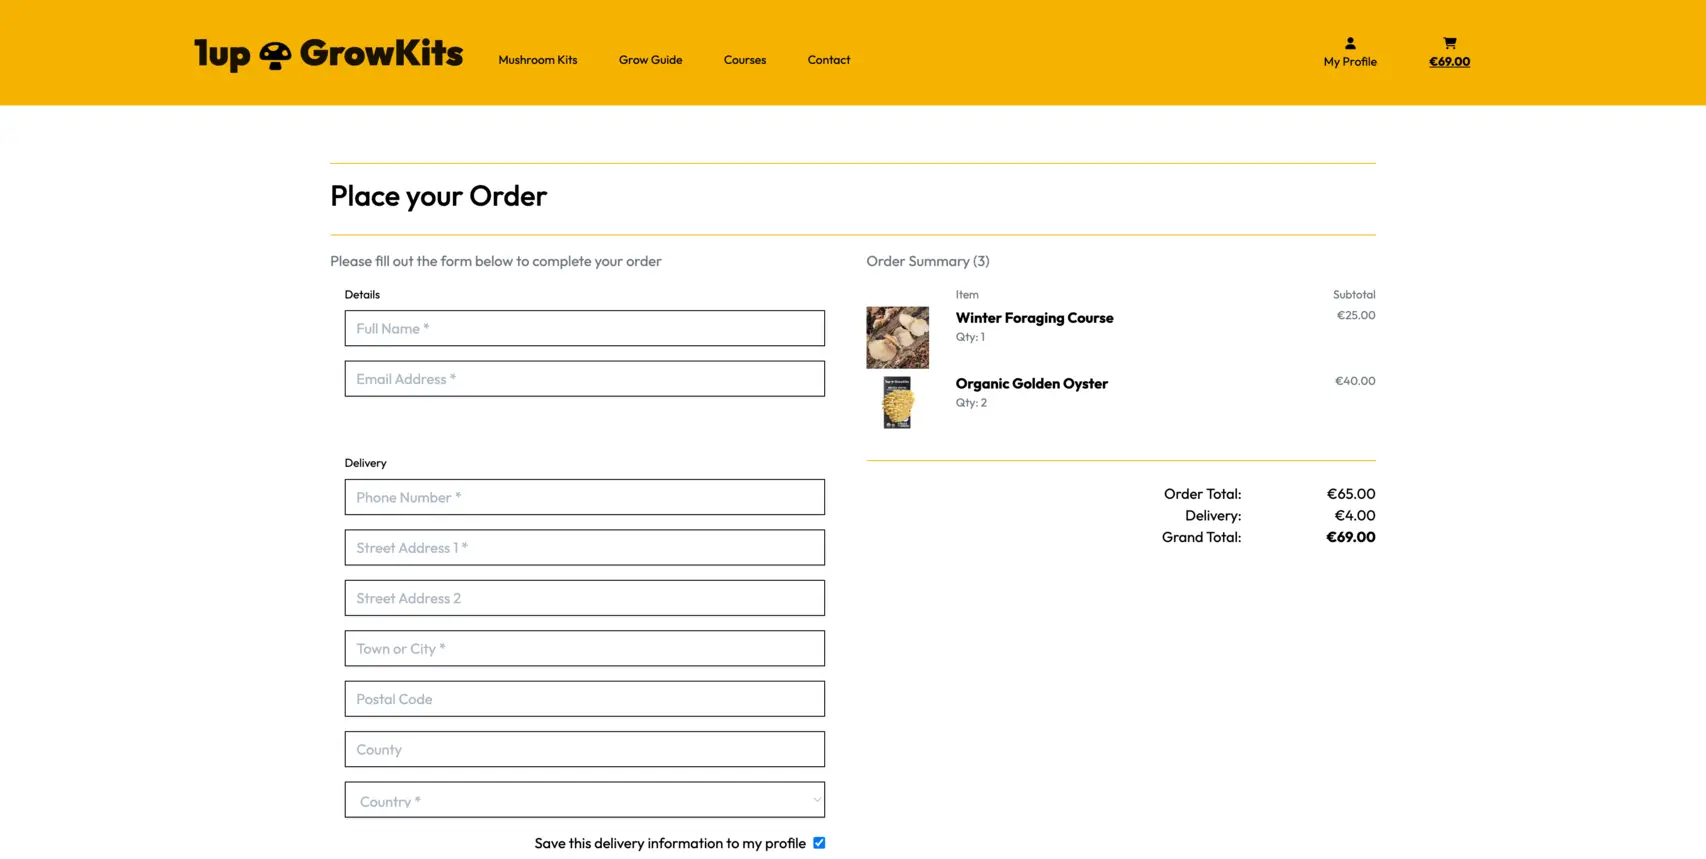 1up GrowKits
Mushroom Kits
Grow Guide
Courses
Contact
My Profile
€69.00
Place your Order
Please fill out the form below to complete your order
Details
Full Name *
Email Address *
Delivery
Phone Number *
Street Address 1 *
Street Address 2
Town or City *
Postal Code
County
Country *
Save this delivery information to my profile
Order Summary (3)
Item Subtotal
Winter Foraging Course €25.00
Qty: 1
Organic Golden Oyster €40.00
Qty: 2
Order Total: €65.00
Delivery: €4.00
Grand Total: €69.00